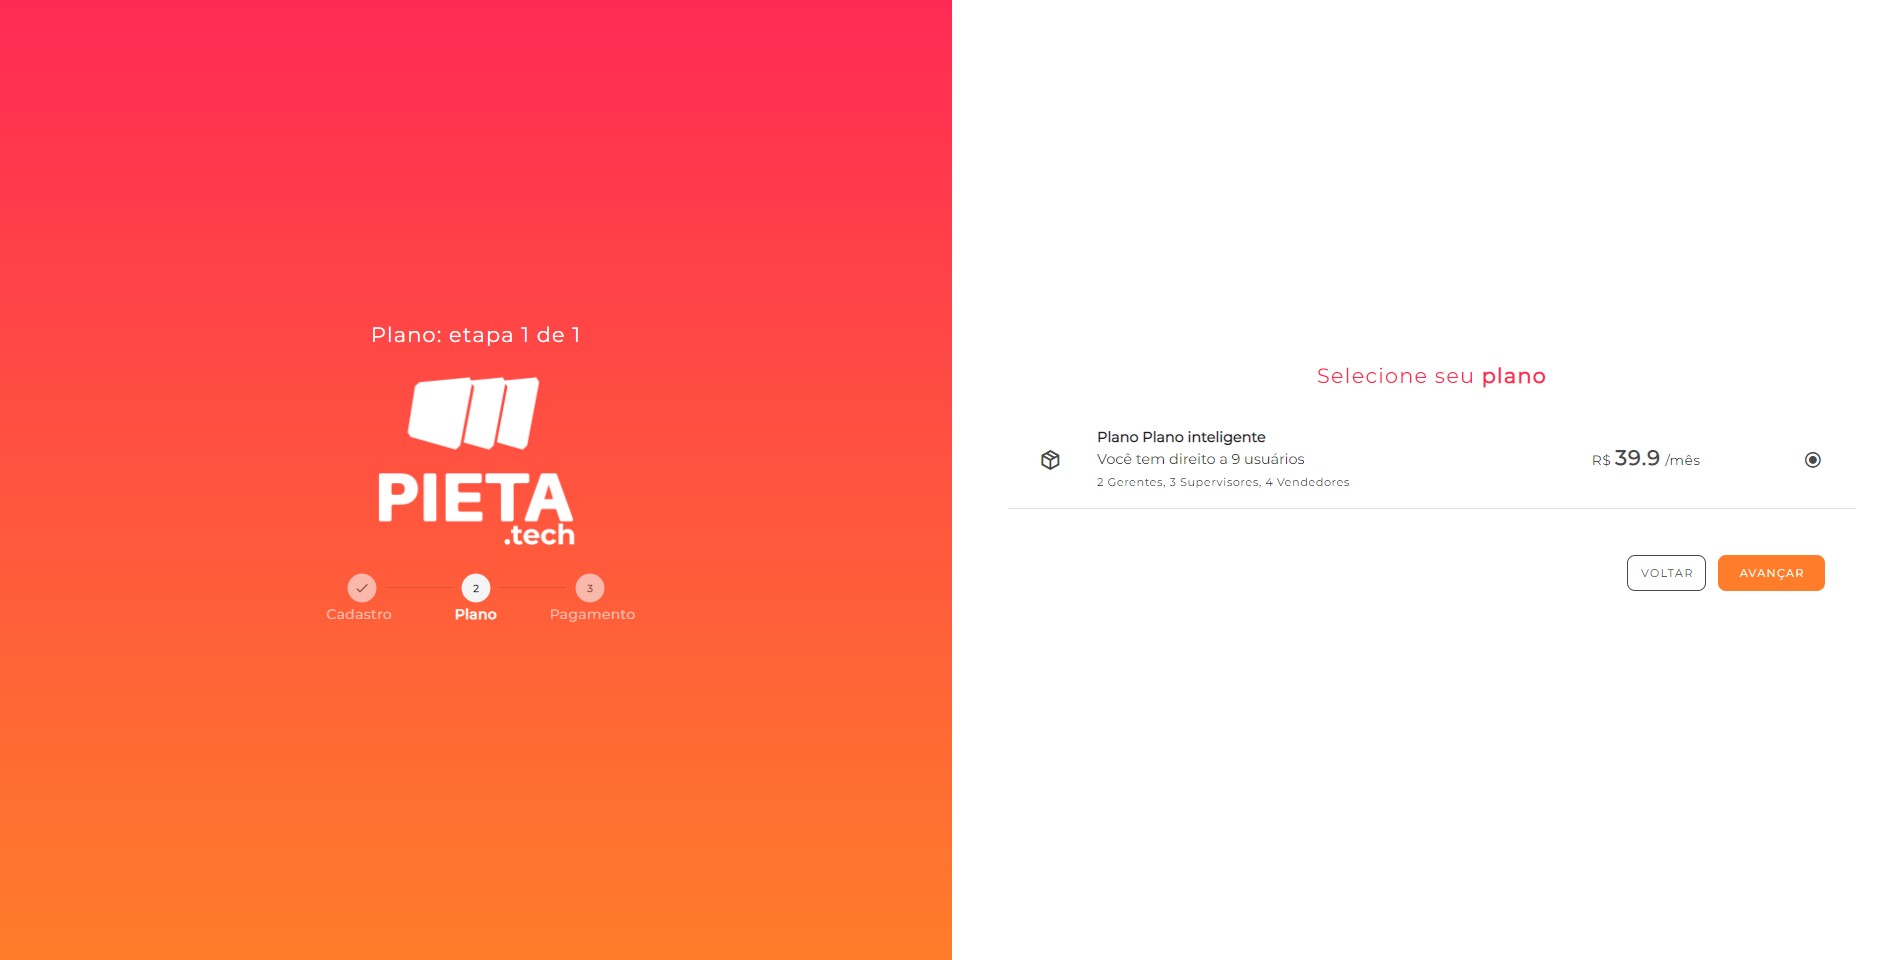 Plano: etapa 1 de 1
PIETA
.tech
2
3
Cadastro
Plano
Pagamento
Selecione seu plano
Plano Plano inteligente
Você tem direito a 9 usuários
2 Gerentes, 3 Supervisores, 4 Vendedores
R$ 39.9 /mês
VOLTAR
AVANÇAR